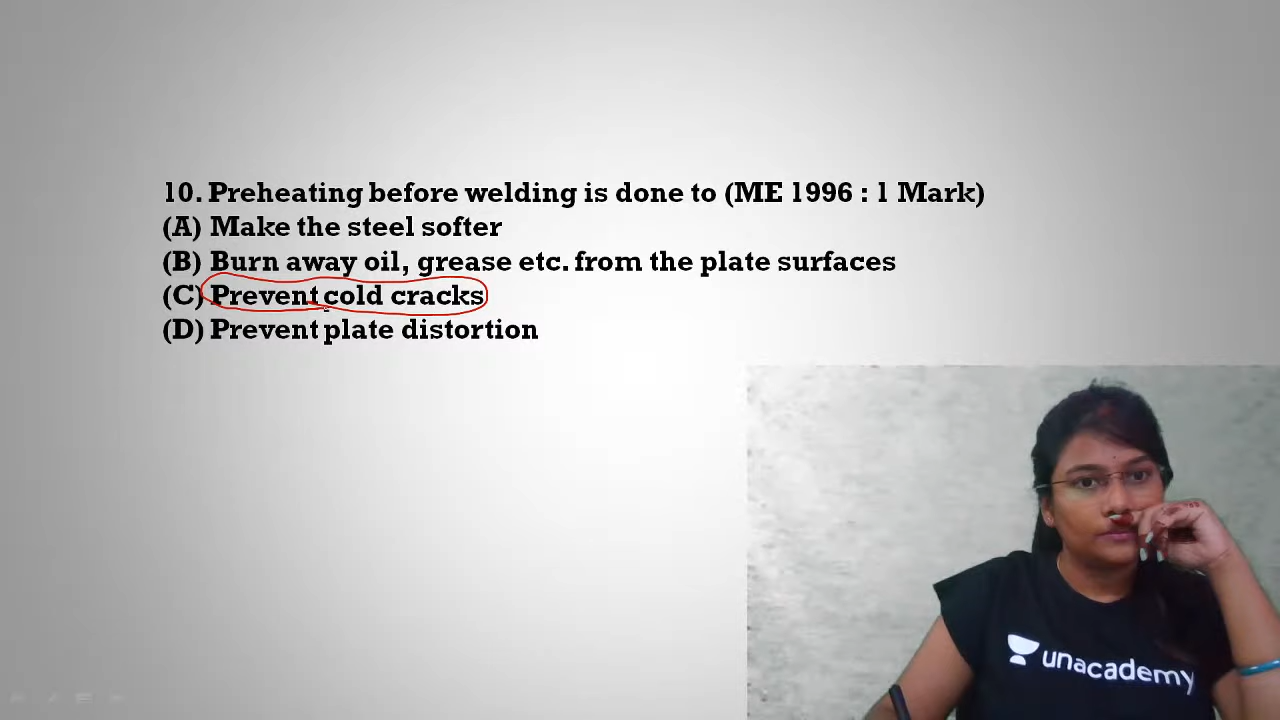 10. Preheating before welding is done to (ME 1996 : 1 Mark)
(A) Make the steel softer
(B) Burn away oil, grease etc. from the plate surfaces
(C) Prevent cold cracks
(D) Prevent plate distortion
unacademy